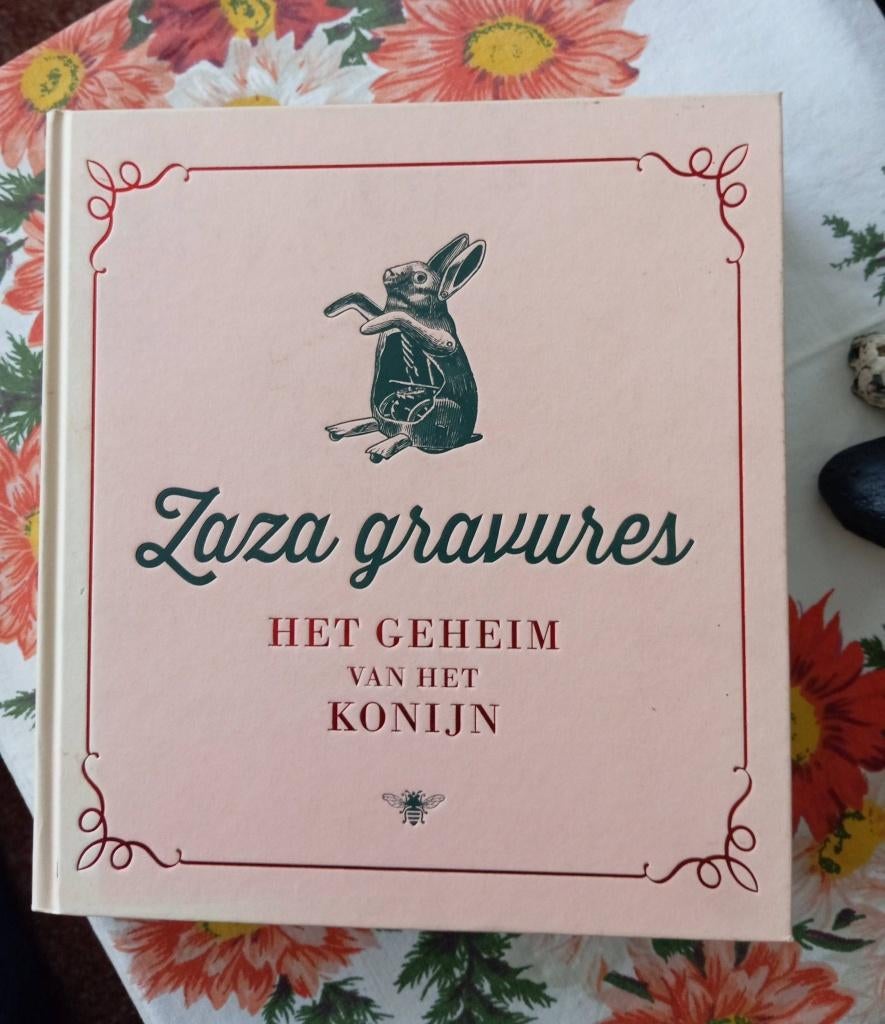 Zaza gravures
HET GEHEIM
VAN HET
KONIJN